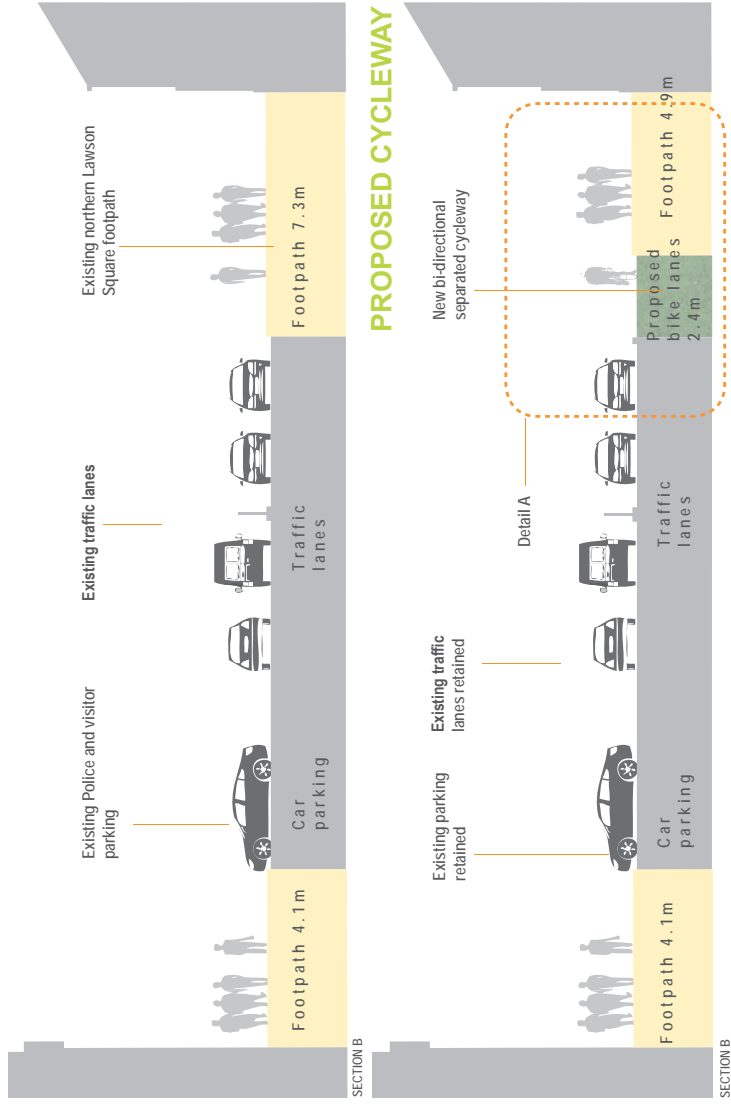 Existing Police and visitor
parking
Existing traffic lanes
Existing northern Lawson
Square footpath
Footpath 4.1m
Car
parking
Traffic
lanes
Footpath 7.3m
SECTION B
PROPOSED CYCLEWAY
Existing parking
retained
Existing traffic
lanes retained
Detail A
New bi-directional
separated cycleway
Footpath 4.1m
Car
parking
Traffic
lanes
Proposed
bike lanes
2.4m
Footpath 4.9m
SECTION B